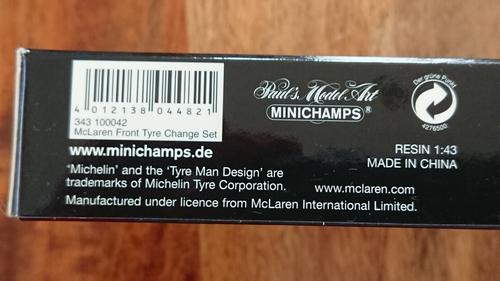 4 012138 044821
343 100042
McLaren Front Tyre Change Set
www.minichamps.de
'Michelin' and the 'Tyre Man Design' are
trademarks of Michelin Tyre Corporation.
Manufactured under licence from McLaren International Limited.
Paul's Model Art
MINICHAMPS®
www.mclaren.com
Der grüne Punkt
4276500
RESIN 1:43
MADE IN CHINA